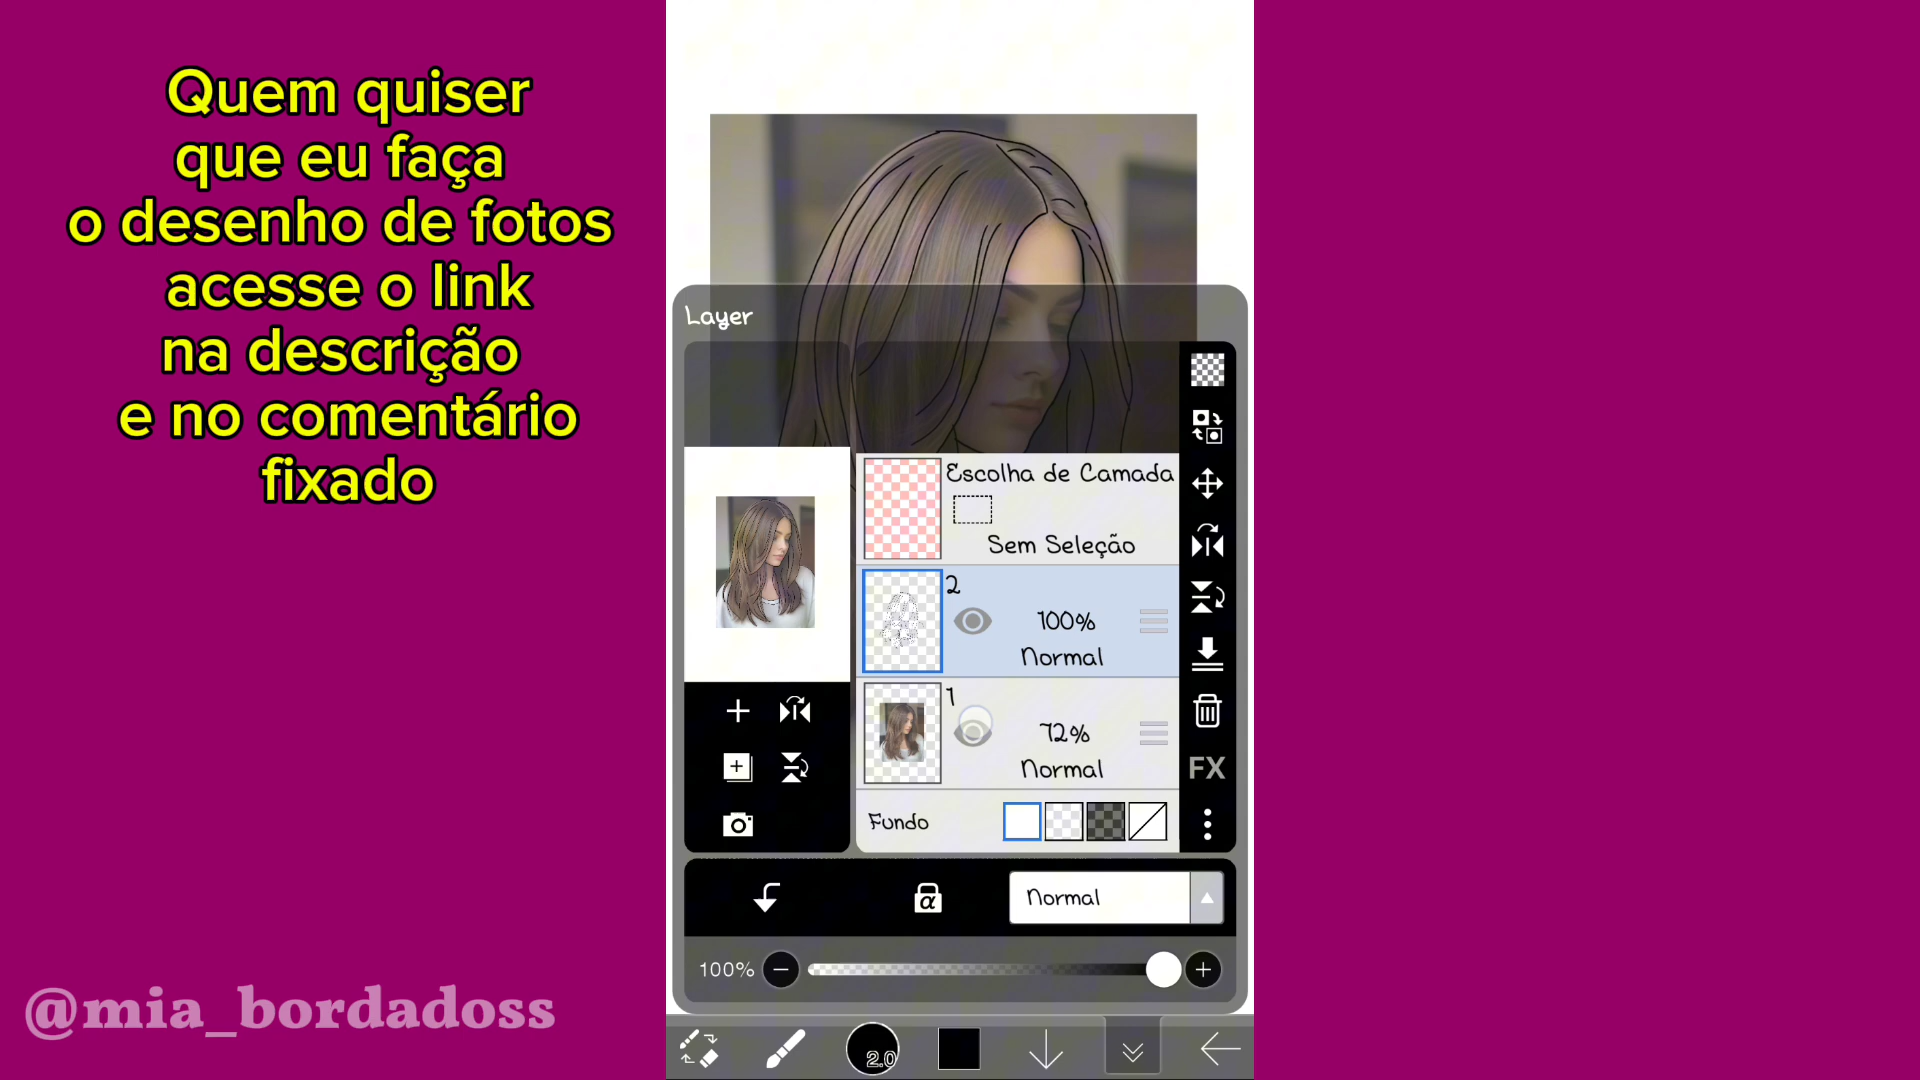 Quem quiser
que eu faça
o desenho de fotos
acesse o link
na descrição
e no comentário
fixado
@mia_bordadoss
Layer
Escolha de Camada
Sem Seleção
2
100%
Normal
1
72%
Normal
Fundo
FX
α
Normal
100%
2.0